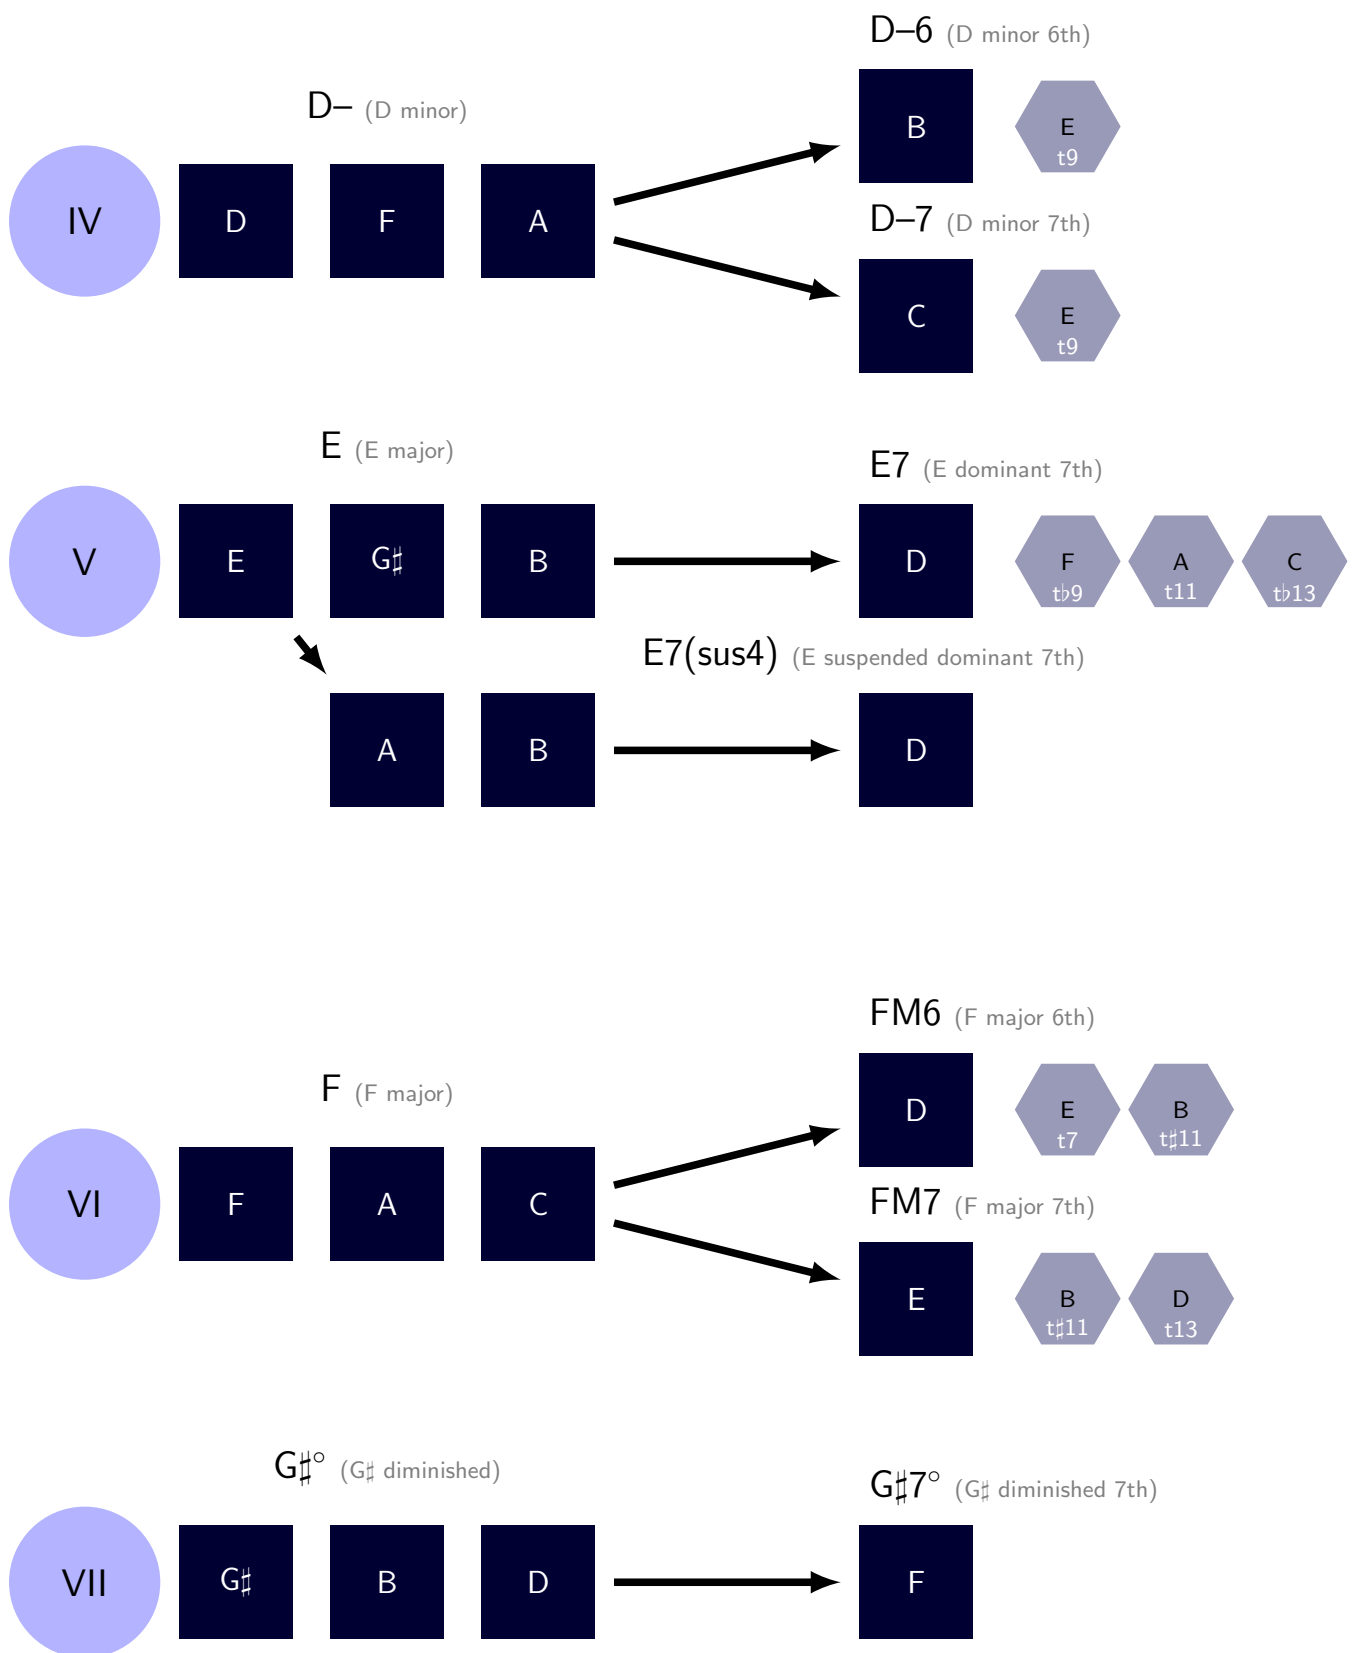 D–6 (D minor 6th)
D– (D minor)
B
E
t9
IV
D
F
A
D–7 (D minor 7th)
C
E
t9
E (E major)
E7 (E dominant 7th)
V
E
G♯
B
D
F
t♭9
A
t11
C
t♭13
E7(sus4) (E suspended dominant 7th)
A
B
D
FM6 (F major 6th)
F (F major)
D
E
t7
B
t♯11
VI
F
A
C
FM7 (F major 7th)
E
B
t♯11
D
t13
G♯° (G♯ diminished)
G♯7° (G♯ diminished 7th)
VII
G♯
B
D
F